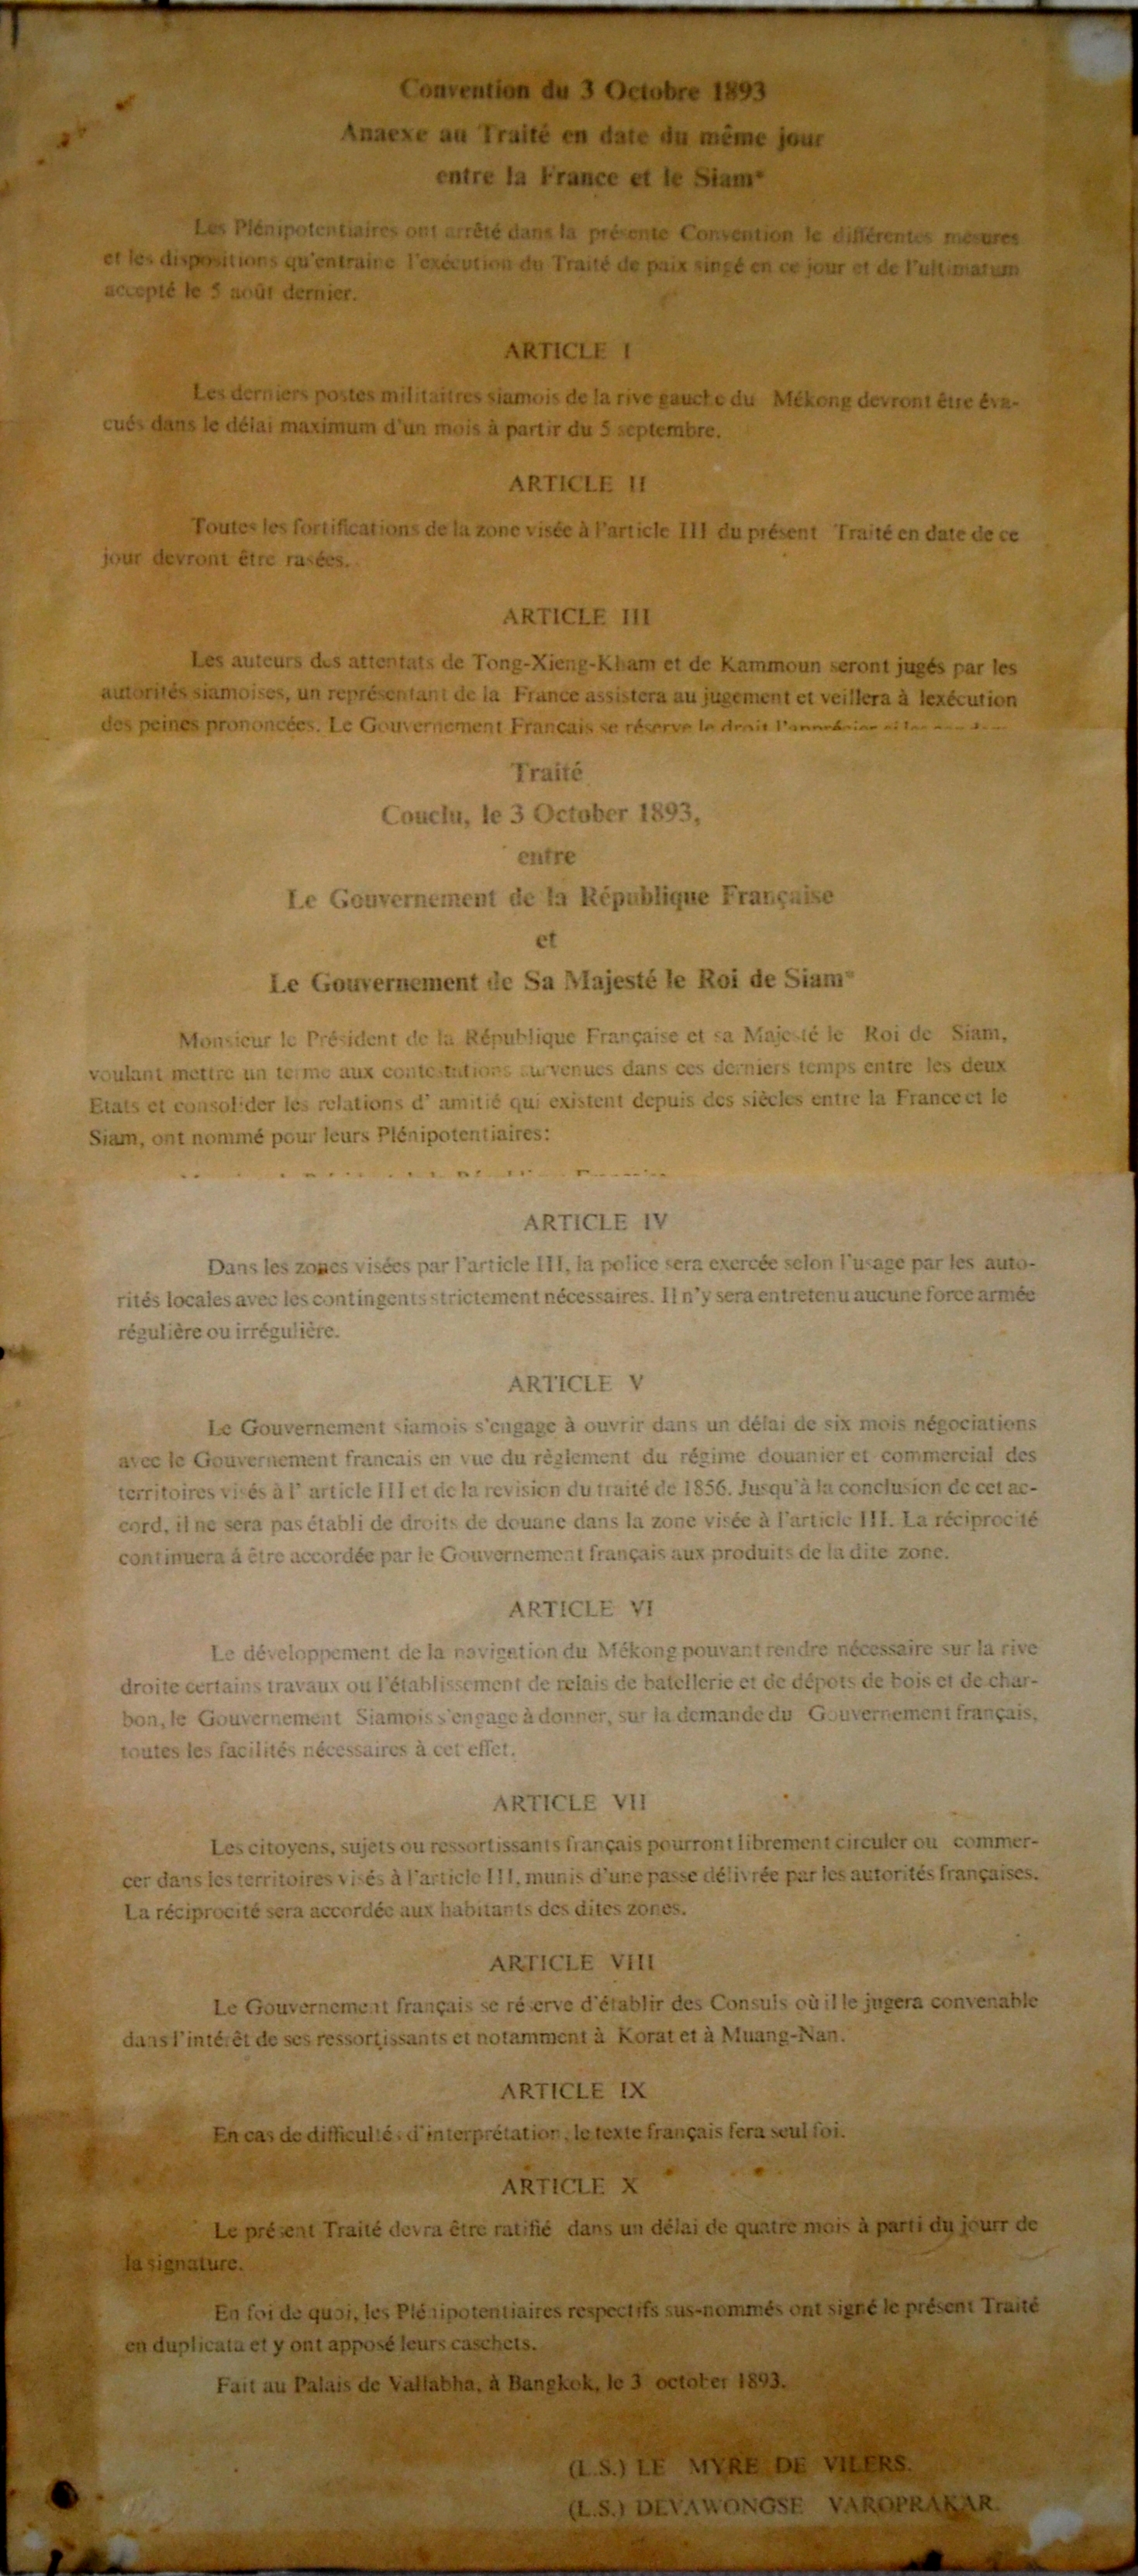 Convention du 3 Octobre 1893
Anaexe au Traité en date du même jour
entre la France et le Siam*
Les Plénipotentiaires ont arrêté dans la présente Convention le différentes mesures
et les dispositions qu'entraine l'exécution du Traité de paix singé en ce jour et de l'ultimatum
accepté le 5 août dernier.
ARTICLE I
Les derniers postes militaitres siamois de la rive gauche du Mékong devront être éva-
cués dans le délai maximum d'un mois à partir du 5 septembre.
ARTICLE II
Toutes les fortifications de la zone visée à l'article III du présent Traité en date de ce
jour devront être rasées.
ARTICLE III
Les auteurs des attentats de Tong-Xieng-Kham et de Kammoun seront jugés par les
autorités siamoises, un représentant de la France assistera au jugement et veillera à lexécution
des peines prononcées. Le Gouvernement Francais se réserve le droit
Traité
Couclu, le 3 October 1893,
entre
Le Gouvernement de la République Française
et
Le Gouvernement de Sa Majesté le Roi de Siam*
Monsieur le Président de la République Française et sa Majesté le Roi de Siam,
voulant mettre un terme aux contestations survenues dans ces derniers temps entre les deux
Etats et consolider les relations d' amitié qui existent depuis des siècles entre la France et le
Siam, ont nommé pour leurs Plénipotentiaires:
ARTICLE IV
Dans les zones visées par l'article III, la police sera exercée selon l'usage par les auto-
rités locales avec les contingents strictement nécessaires. Il n'y sera entretenu aucune force armée
régulière ou irrégulière.
ARTICLE V
Le Gouvernement siamois s'engage à ouvrir dans un délai de six mois négociations
avec le Gouvernement francais en vue du règlement du régime douanier et commercial des
territoires visés à l' article III et de la revision du traité de 1856. Jusqu'à la conclusion de cet ac-
cord, il ne sera pas établi de droits de douane dans la zone visée à l'article III. La réciprocité
continuera à être accordée par le Gouvernement français aux produits de la dite zone.
ARTICLE VI
Le développement de la navigation du Mékong pouvant rendre nécessaire sur la rive
droite certains travaux ou l'établissement de relais de batellerie et de dépots de bois et de char-
bon, le Gouvernement Siamois s'engage à donner, sur la demande du Gouvernement français,
toutes les facilités nécessaires à cet effet.
ARTICLE VII
Les citoyens, sujets ou ressortissants français pourront librement circuler ou commer-
cer dans les territoires visés à l'article III, munis d'une passe délivrée par les autorités françaises.
La réciprocité sera accordée aux habitants des dites zones.
ARTICLE VIII
Le Gouvernement français se réserve d'établir des Consuls où il le jugera convenable
dans l'intérêt de ses ressortissants et notamment à Korat et à Muang-Nan.
ARTICLE IX
En cas de difficultés d'interprétation, le texte français fera seul foi.
ARTICLE X
Le présent Traité devra être ratifié dans un délai de quatre mois à parti du jourr de
la signature.
En foi de quoi, les Plénipotentiaires respectifs sus-nommés ont signé le présent Traité
en duplicata et y ont apposé leurs caschets.
Fait au Palais de Vallabha, à Bangkok, le 3 october 1893.
(L.S.) LE MYRE DE VILERS.
(L.S.) DEVAWONGSE VAROPRAKAR.